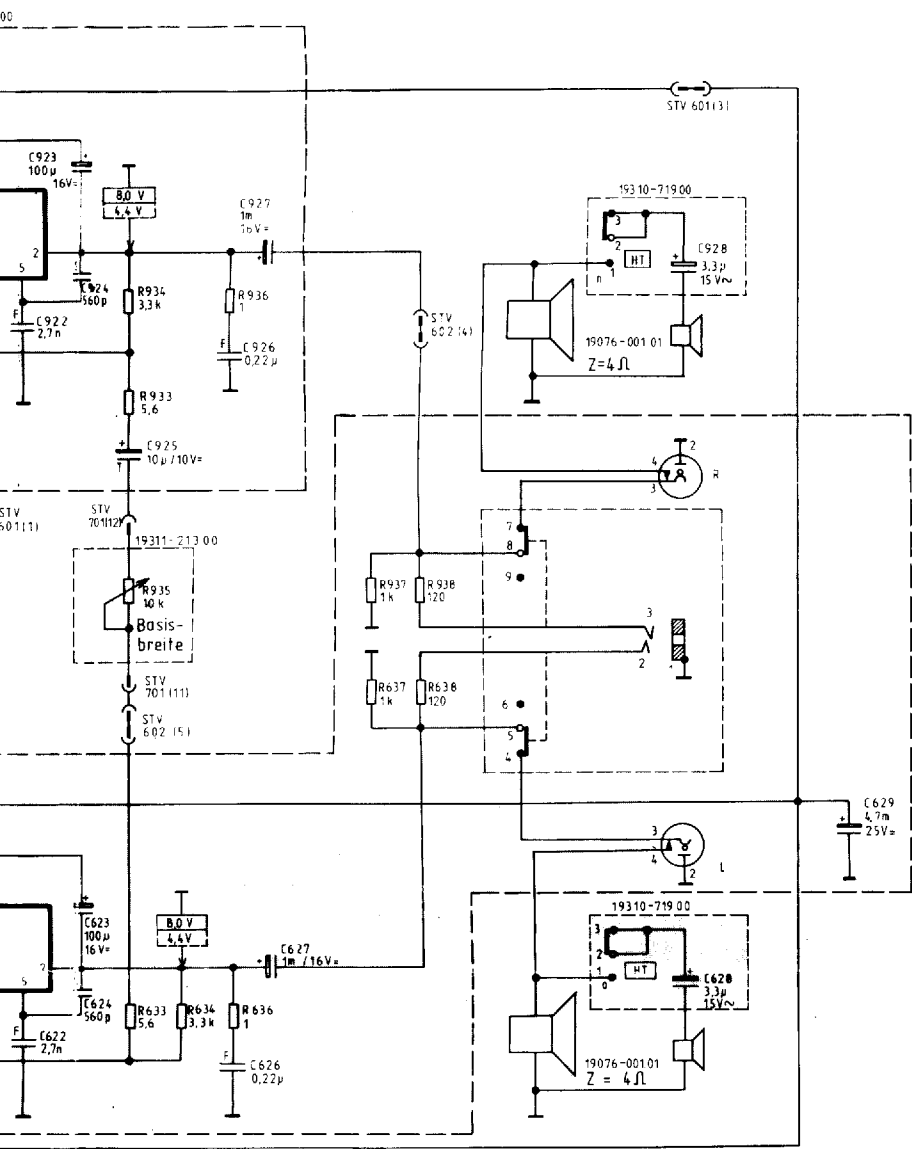 00
STV 601(3)
C923
100µ
16V=
8,0 V
4,4 V
C927
1m
16V=
19310-719 00
3
2
1
HT
C928
3,3µ
15V~
2
5
C924
560p
F
C922
2,7n
R934
3,3k
R936
1
F
C926
0,22µ
STV
602(4)
19076-001 01
Z=4Ω
R933
5,6
C925
10µ/10V=
2
4
3
R
STV
601(1)
STV
701(12)
19311-213 00
R935
10k
Basis-
breite
7
8
9
R937
1k
R938
120
3
2
1
R637
1k
R638
120
6
5
4
STV
701(11)
STV
602 (5)
C629
4,7m
25V=
3
4
2
L
C623
100µ
16V=
8,0 V
4,4V
C627
1m/16V=
19310-719 00
3
2
1
HT
C628
3,3µ
15V~
2
5
C624
560p
F
C622
2,7n
R633
5,6
R634
3,3k
R636
1
F
C626
0,22µ
19076-001 01
Z = 4Ω